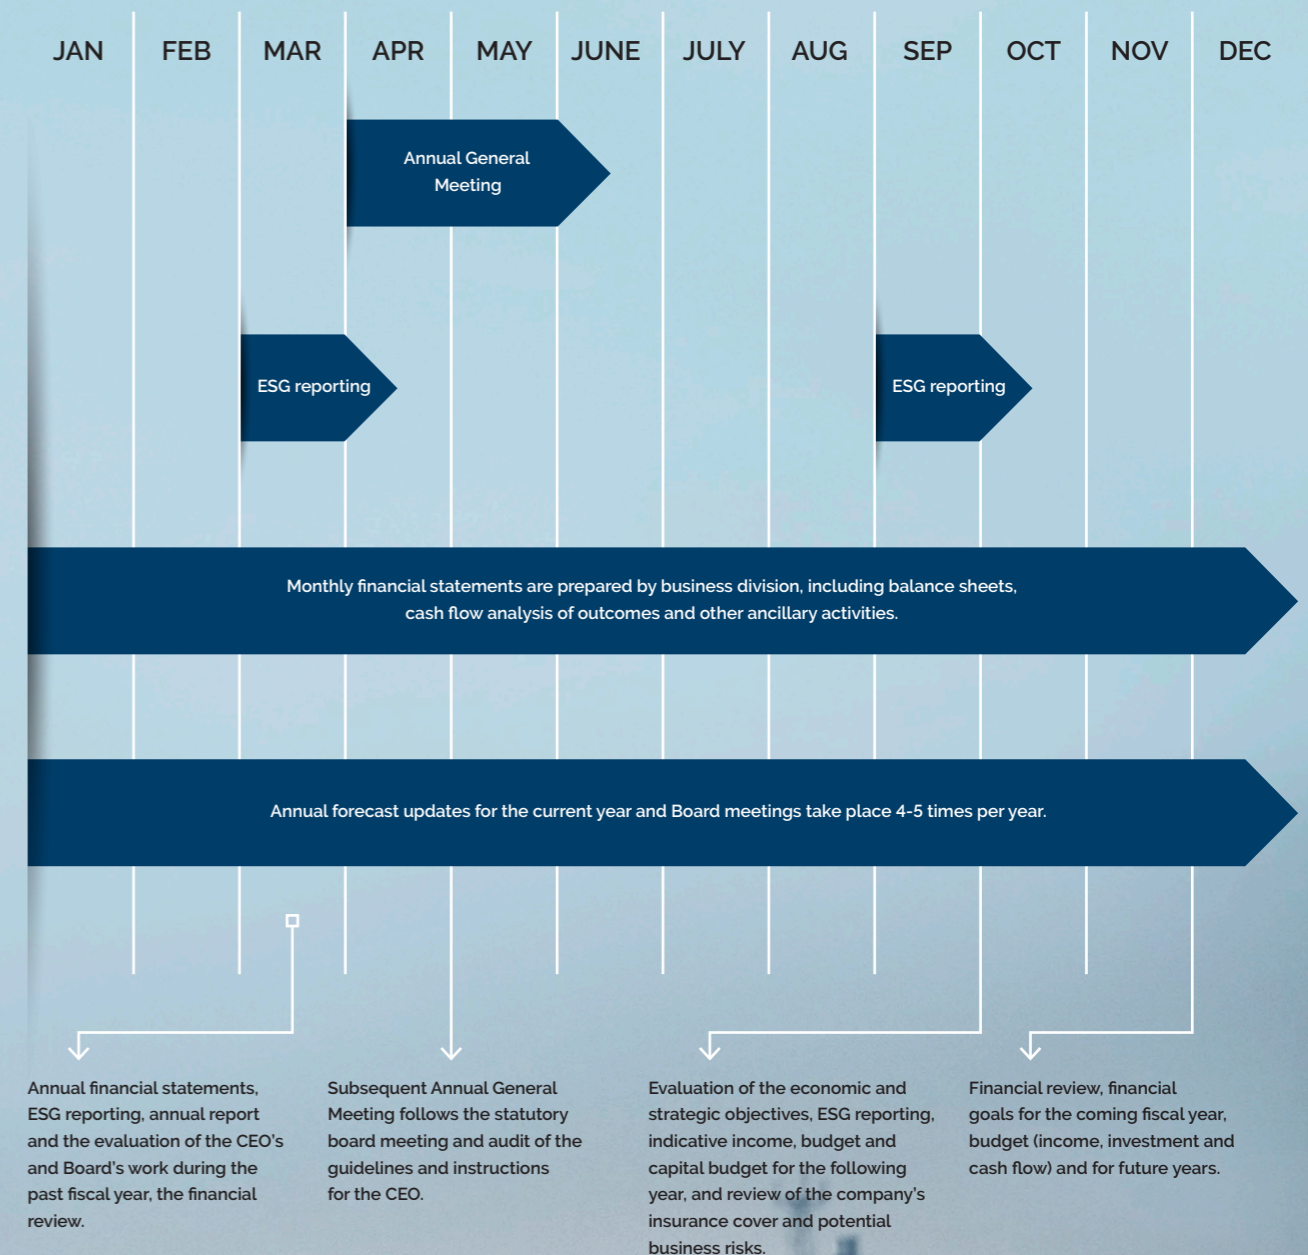 JAN FEB MAR APR MAY JUNE JULY AUG SEP OCT NOV DEC
Annual General
Meeting
ESG reporting
ESG reporting
Monthly financial statements are prepared by business division, including balance sheets,
cash flow analysis of outcomes and other ancillary activities.
Annual forecast updates for the current year and Board meetings take place 4-5 times per year.
Annual financial statements,
ESG reporting, annual report
and the evaluation of the CEO's
and Board's work during the
past fiscal year, the financial
review.
Subsequent Annual General
Meeting follows the statutory
board meeting and audit of the
guidelines and instructions
for the CEO.
Evaluation of the economic and
strategic objectives, ESG reporting,
indicative income, budget and
capital budget for the following
year, and review of the company's
insurance cover and potential
business risks.
Financial review, financial
goals for the coming fiscal year,
budget (income, investment and
cash flow) and for future years.